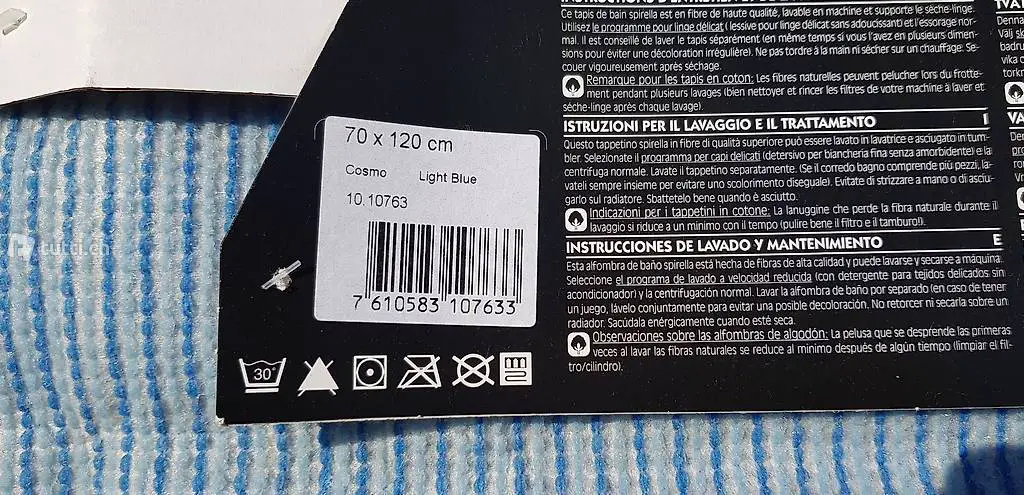 Ce tapis de bain spirella est en fibre de haute qualité, lavable en machine et supporte le sèche-linge.
Utilisez le programme pour linge délicat (lessive pour linge délicat sans adoucissant) et l'essorage nor-
mal. Il est conseillé de laver le tapis séparément (en même temps si vous l'avez en plusieurs dimen-
sions pour éviter une décoloration irrégulière). Ne pas tordre à la main ni sécher sur un chauffage. Se-
couer vigoureusement après séchage.
Remarque pour les tapis en coton: Les fibres naturelles peuvent pelucher lors du frotte-
ment pendant plusieurs lavages (bien nettoyer et rincer les filtres de votre machine à laver et
sèche-linge après chaque lavage).
ISTRUZIONI PER IL LAVAGGIO E IL TRATTAMENTO I
Questo tappetino spirella in fibre di qualità superiore può essere lavato in lavatrice e asciugato in tum-
bler. Selezionate il programma per capi delicati (detersivo per biancheria fina senza amorbidente) e la
centrifuga normale. Lavate il tappetino separatamente. (Se il corredo bagno comprende più pezzi, la-
vateli sempre insieme per evitare uno scolorimento diseguale). Evitate di strizzare a mano o di asciu-
garlo sul radiatore. Sbattetelo bene quando è asciutto.
Indicazioni per i tappetini in cotone: La lanuggine che perde la fibra naturale durante il
lavaggio si riduce a un minimo con il tempo (pulire bene il filtro e il tamburo!).
INSTRUCCIONES DE LAVADO Y MANTENIMIENTO E
Esta alfombra de baño spirella está hecha de fibras de alta calidad y puede lavarse y secarse a máquina.
Seleccione el programa de lavado a velocidad reducida (con detergente para tejidos delicados sin
acondicionador) y la centrifugación normal. Lavar la alfombra de baño por separado (en caso de tener
un juego, lávelo conjuntamente para evitar una posible decoloración. No retorcer ni secarla sobre un
radiador. Sacúdala enérgicamente cuando esté seca.
Observaciones sobre las alfombras de algodón: La pelusa que se desprende las primeras
veces al lavar las fibras naturales se reduce al mínimo después de algún tiempo (limpiar el fil-
tro/cilindro).
70 x 120 cm
Cosmo Light Blue
10.10763
7 610583 107633
30°
tutti.ch